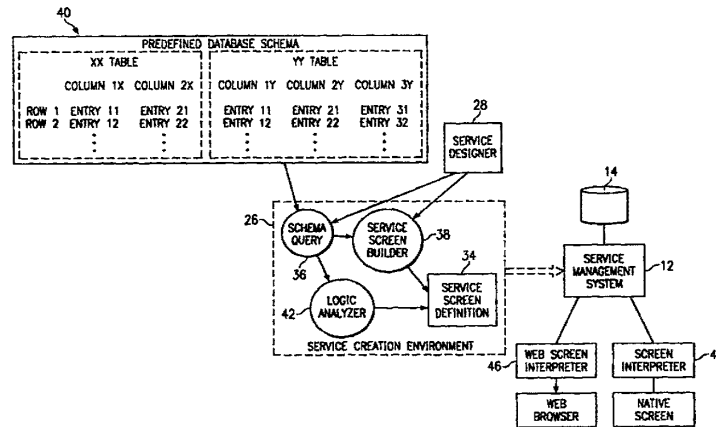 40
PREDEFINED DATABASE SCHEMA
XX TABLE
COLUMN 1X COLUMN 2X
ROW 1 ENTRY 11 ENTRY 21
ROW 2 ENTRY 12 ENTRY 22
YY TABLE
COLUMN 1Y COLUMN 2Y COLUMN 3Y
ENTRY 11 ENTRY 21 ENTRY 31
ENTRY 12 ENTRY 22 ENTRY 32
28
SERVICE
DESIGNER
14
26
SCHEMA
QUERY
36
SERVICE
SCREEN
BUILDER
38
34
SERVICE
SCREEN
DEFINITION
42
LOGIC
ANALYZER
SERVICE CREATION ENVIRONMENT
SERVICE
MANAGEMENT
SYSTEM
12
46
WEB SCREEN
INTERPRETER
SCREEN
INTERPRETER
4
WEB
BROWSER
NATIVE
SCREEN